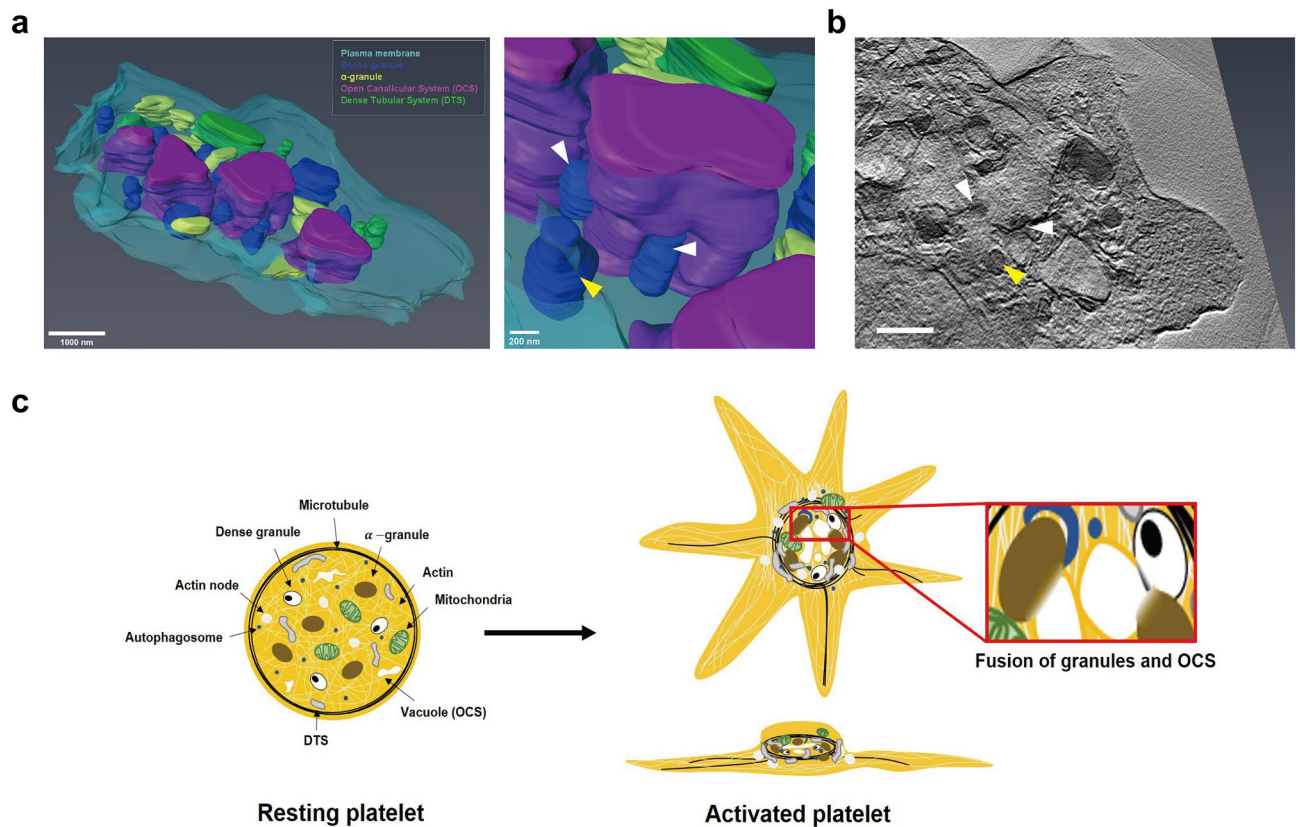 a
Plasma membrane
Dense granule
α-granule
Open Canalicular System (OCS)
Dense Tubular System (DTS)
1000 nm
200 nm
b
c
Microtubule
Dense granule
α-granule
Actin node
Actin
Mitochondria
Autophagosome
Vacuole (OCS)
DTS
Fusion of granules and OCS
Resting platelet
Activated platelet